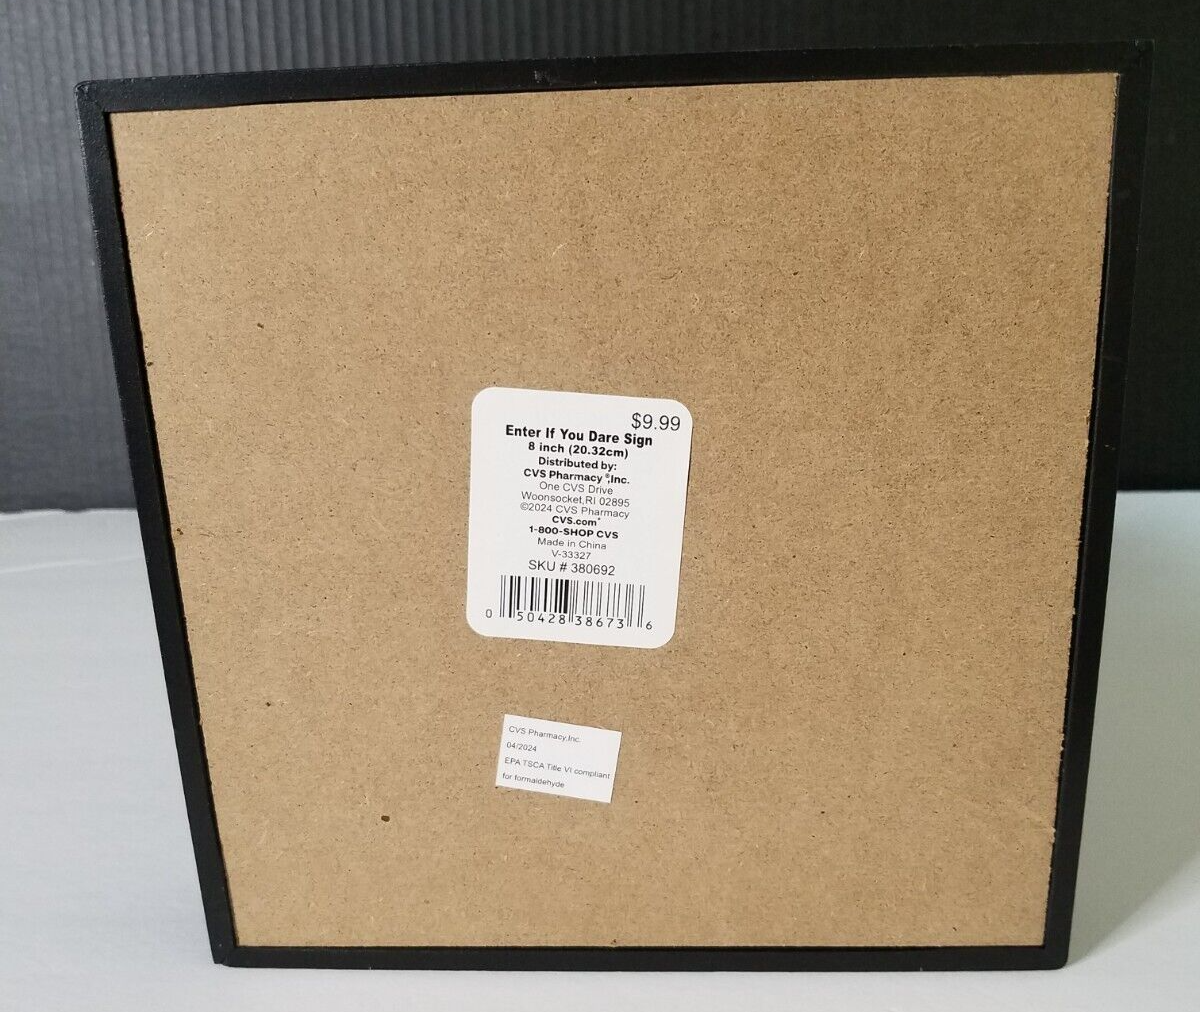 $9.99
Enter If You Dare Sign
8 inch (20.32cm)
Distributed by:
CVS Pharmacy®,Inc.
One CVS Drive
Woonsocket,RI 02895
©2024 CVS Pharmacy
CVS.com®
1-800-SHOP CVS
Made in China
V-33327
SKU # 380692
0 50428 38673 6
CVS Pharmacy,Inc.
04/2024
EPA TSCA Title VI compliant
for formaldehyde